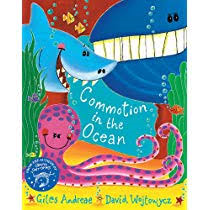 Commotion
in the
Ocean
Giles Andreae
David Wojtowycz